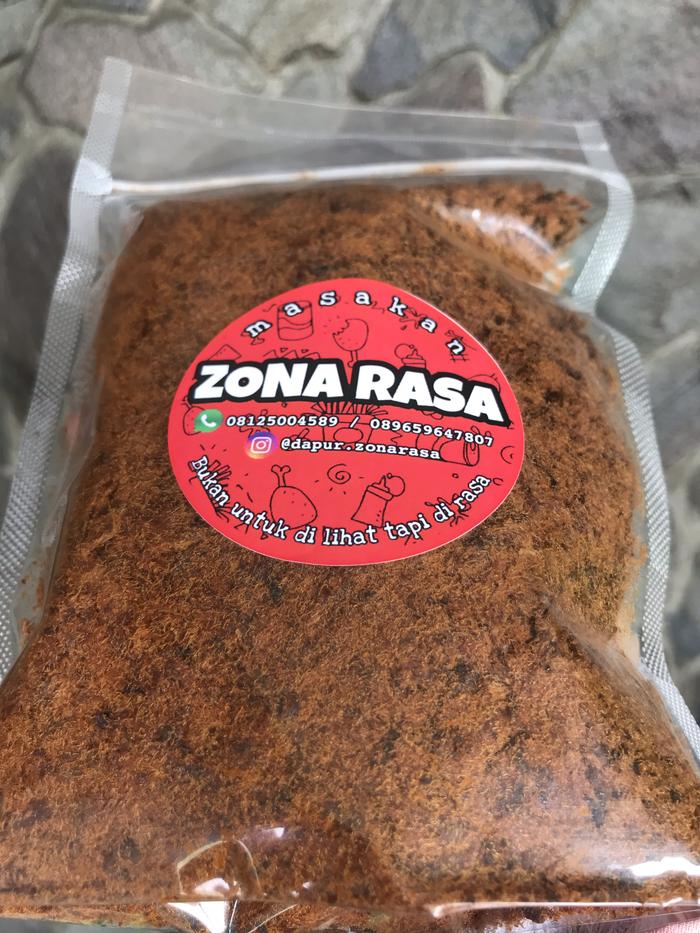 masakan
ZONA RASA
08125004589 / 089659647807
@dapur.zonarasa
Bukan untuk di lihat tapi di rasa